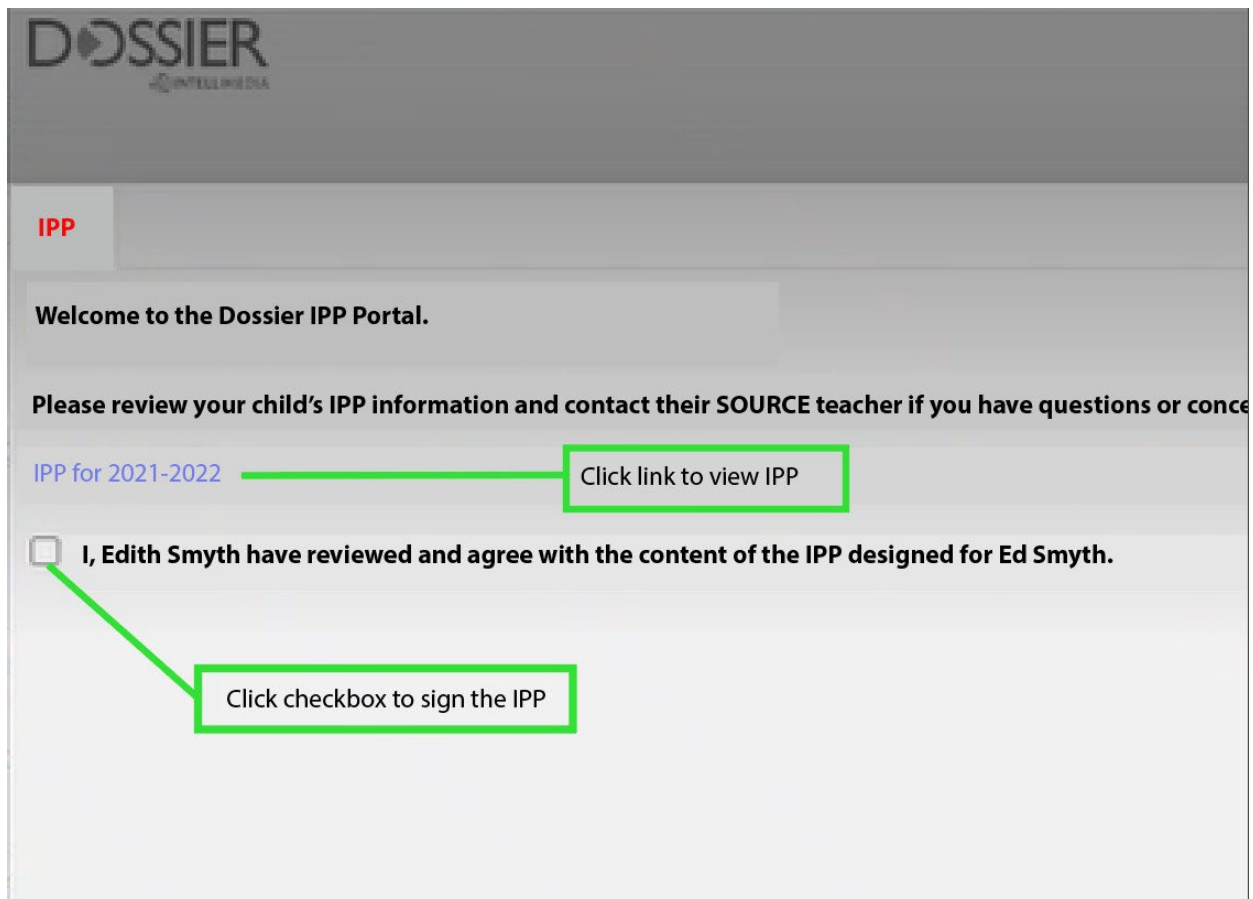 DOSSIER
INTELLIMEDIA
IPP
Welcome to the Dossier IPP Portal.
Please review your child's IPP information and contact their SOURCE teacher if you have questions or conce
IPP for 2021-2022
Click link to view IPP
I, Edith Smyth have reviewed and agree with the content of the IPP designed for Ed Smyth.
Click checkbox to sign the IPP